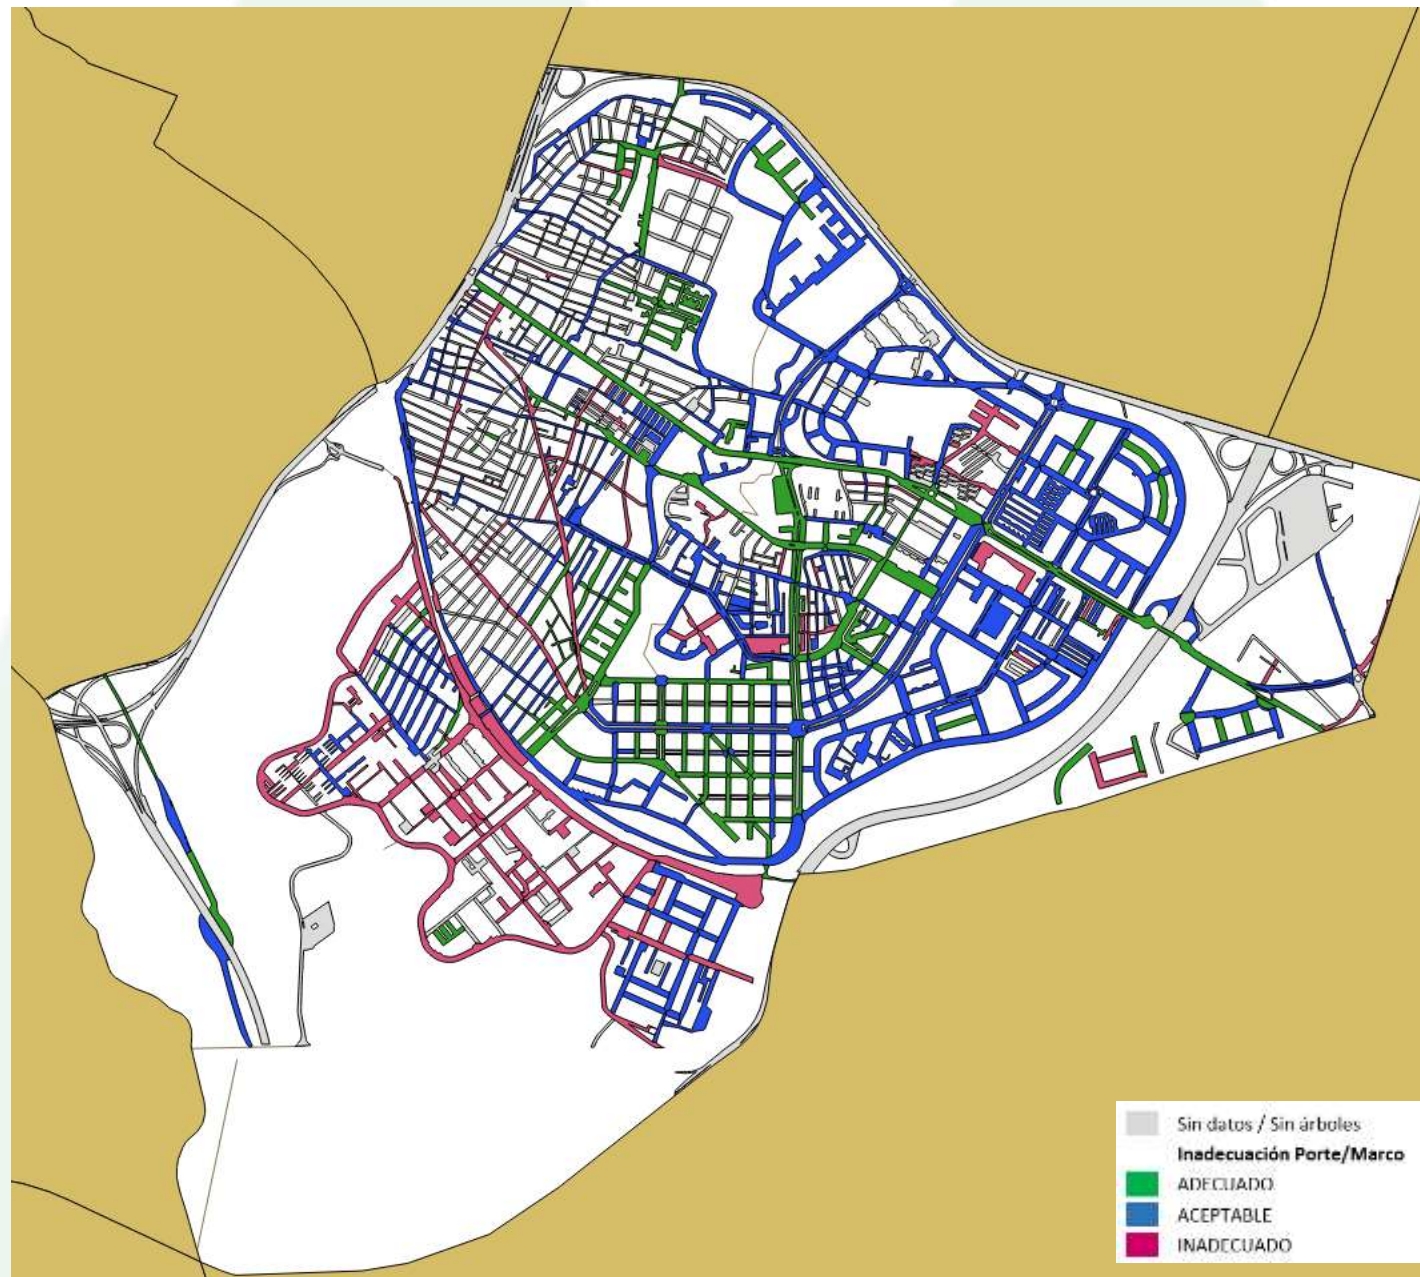 Sin datos / Sin árboles
Inadecuación Porte/Marco
ADECUADO
ACEPTABLE
INADECUADO